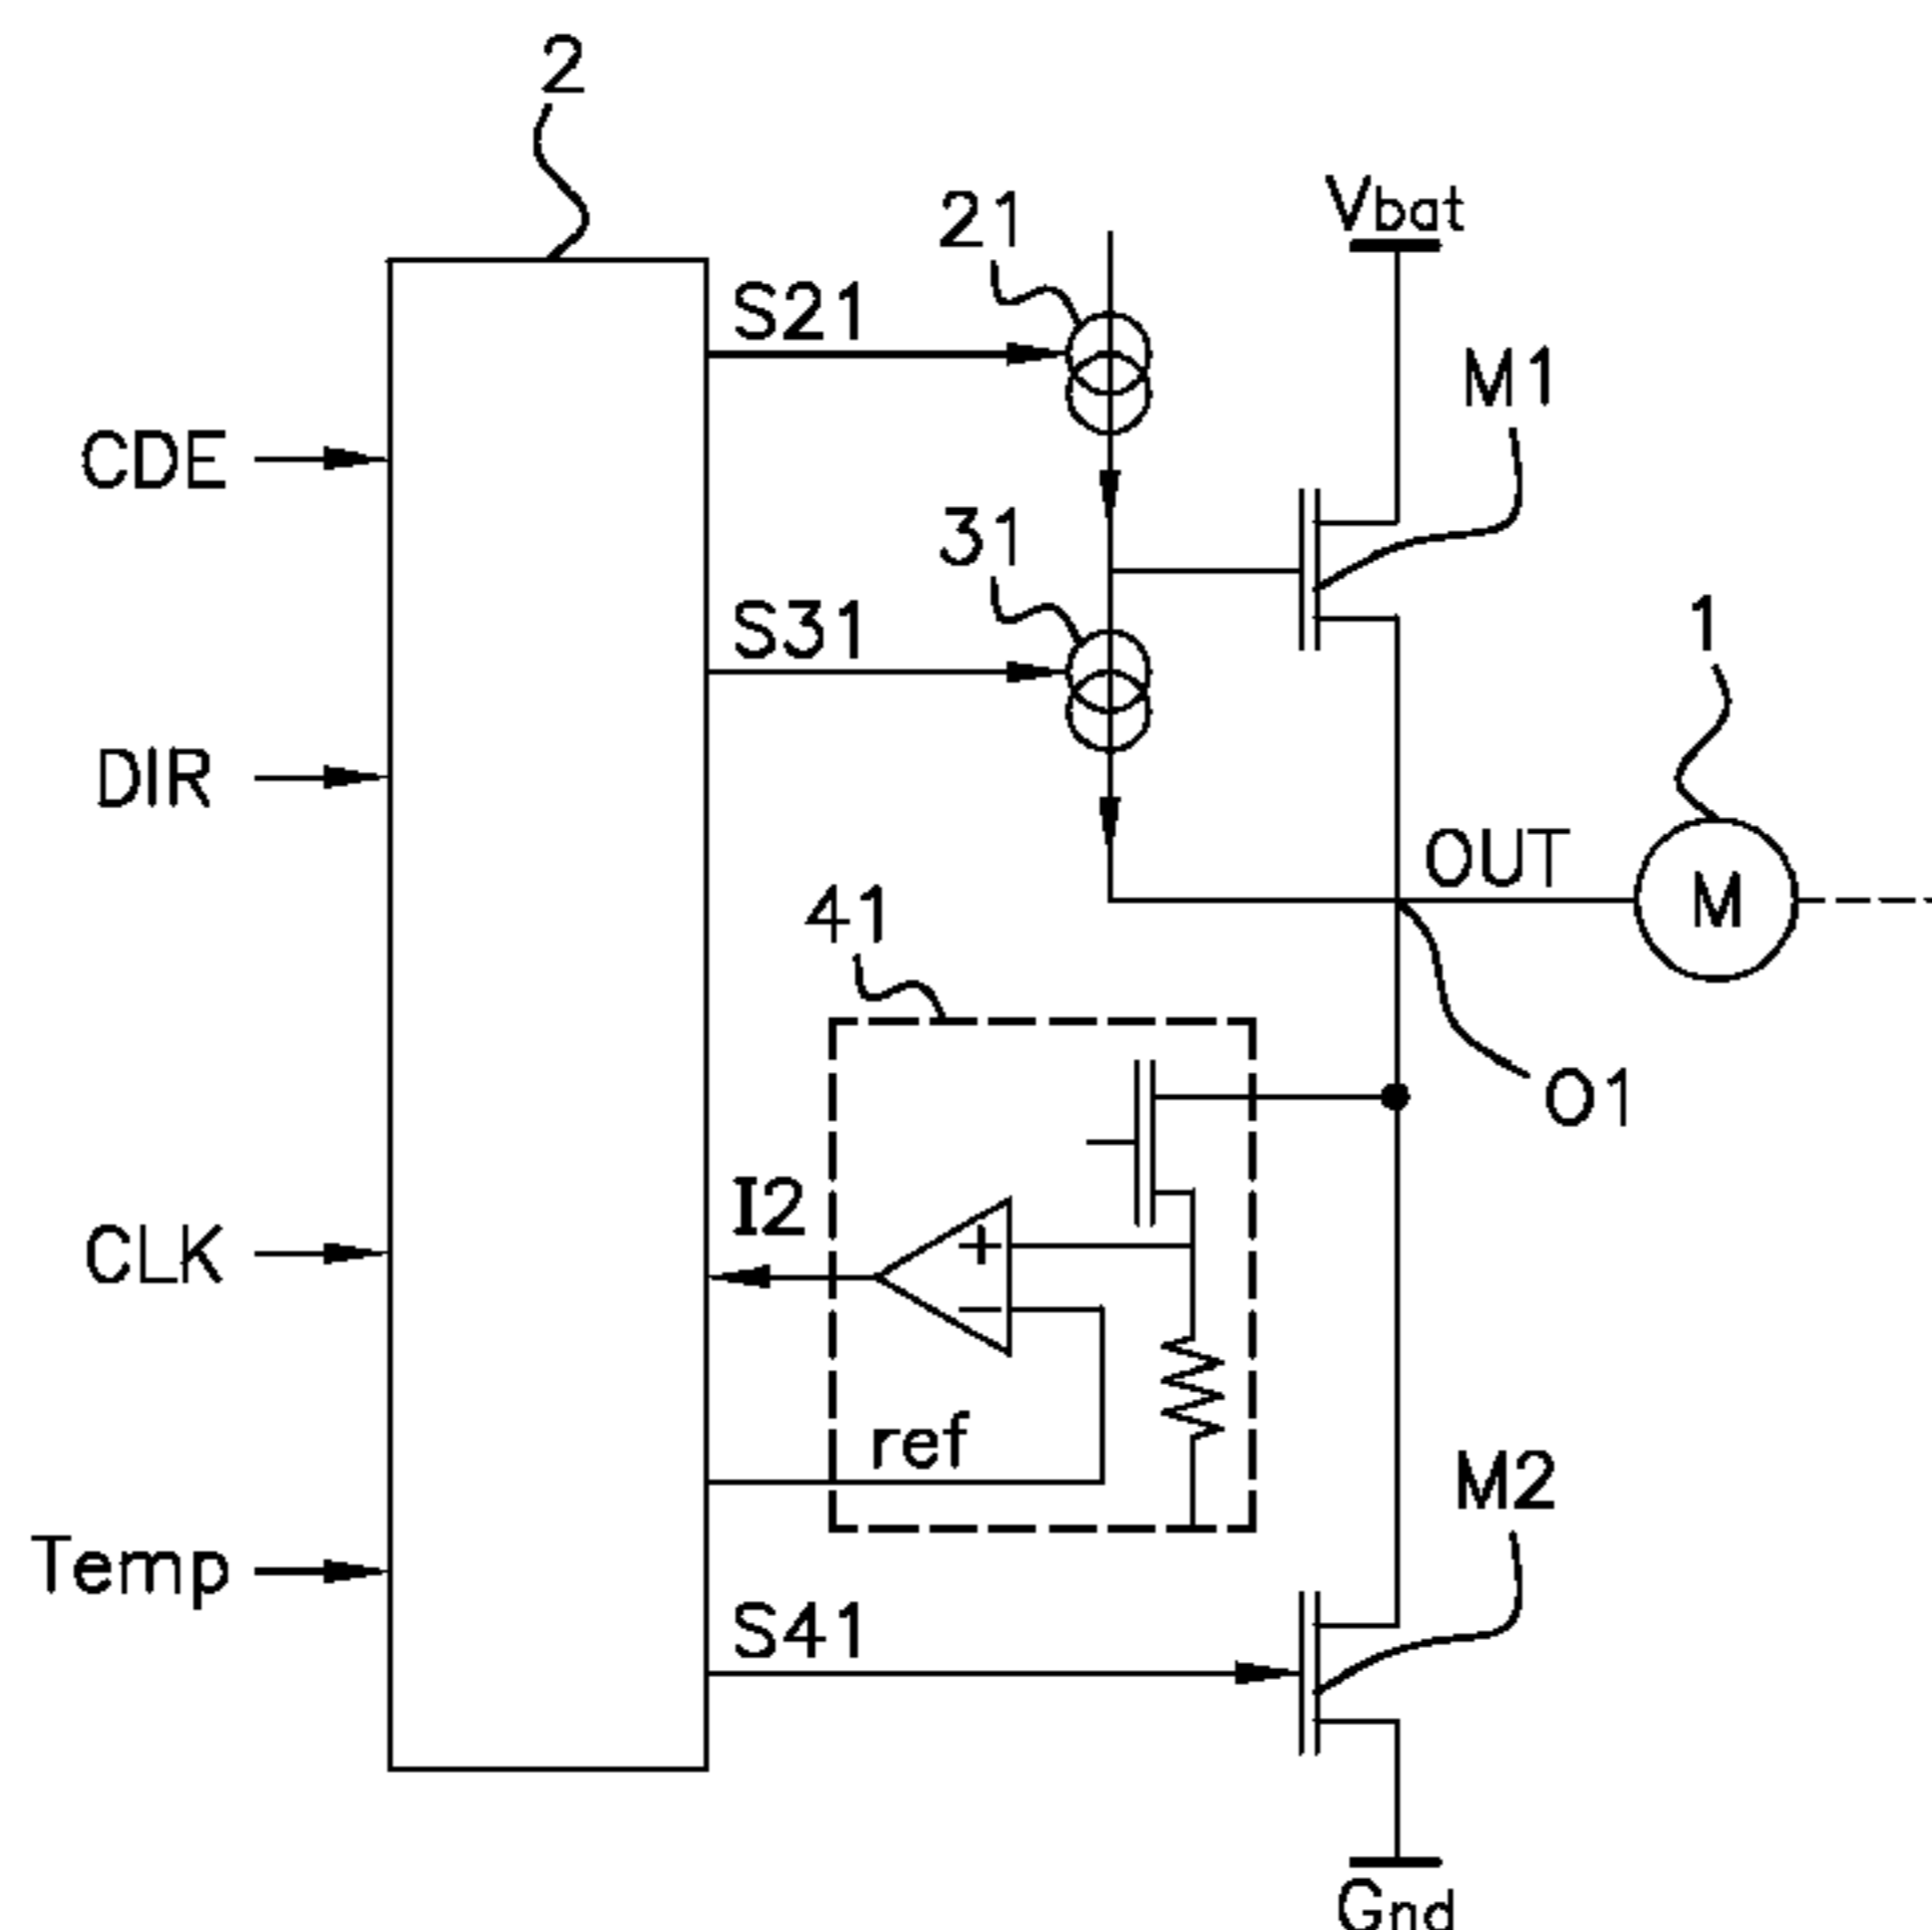 2
Vbat
21
S21
M1
CDE
31
S31
1
DIR
OUT
M
41
O1
I2
+
CLK
−
ref
M2
Temp
S41
Gnd